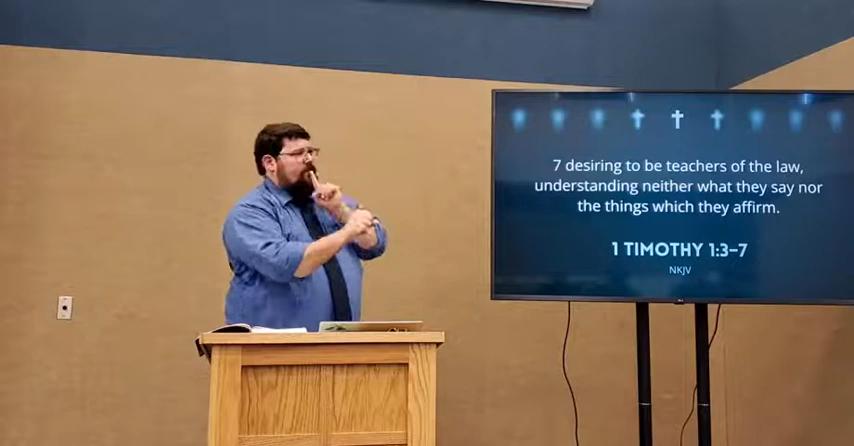 7 desiring to be teachers of the law,
understanding neither what they say nor
the things which they affirm.
1 TIMOTHY 1:3–7
NKJV